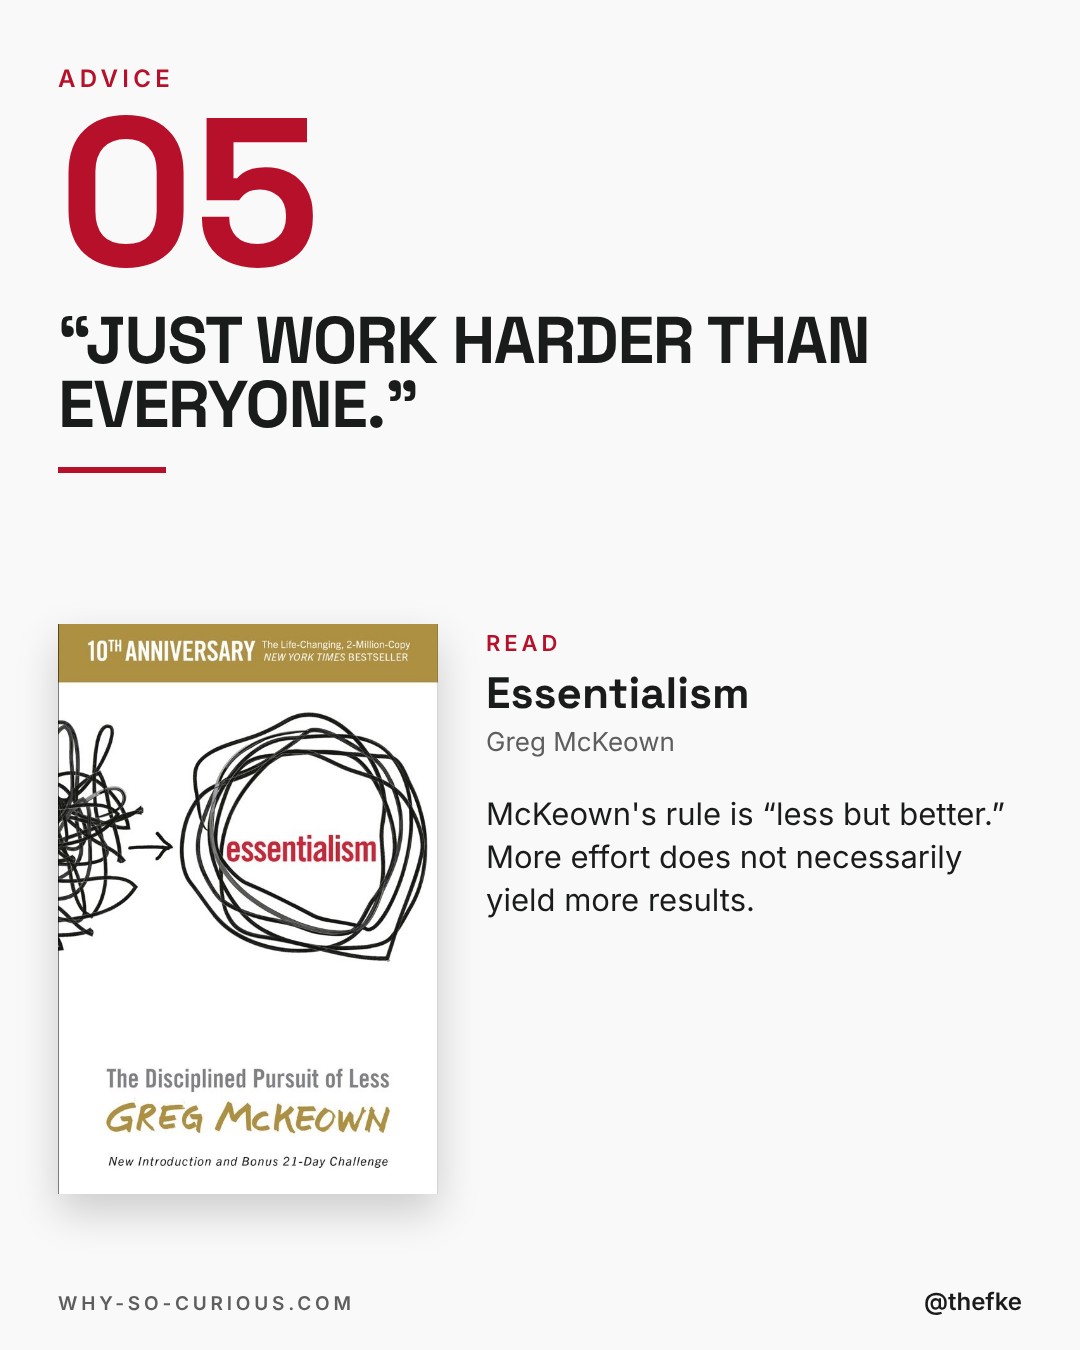 ADVICE
05
“JUST WORK HARDER THAN
EVERYONE.”
10TH ANNIVERSARY The Life-Changing, 2-Million-Copy
NEW YORK TIMES BESTSELLER
essentialism
The Disciplined Pursuit of Less
GREG McKEOWN
New Introduction and Bonus 21-Day Challenge
READ
Essentialism
Greg McKeown
McKeown's rule is “less but better.”
More effort does not necessarily
yield more results.
WHY-SO-CURIOUS.COM
@thefke